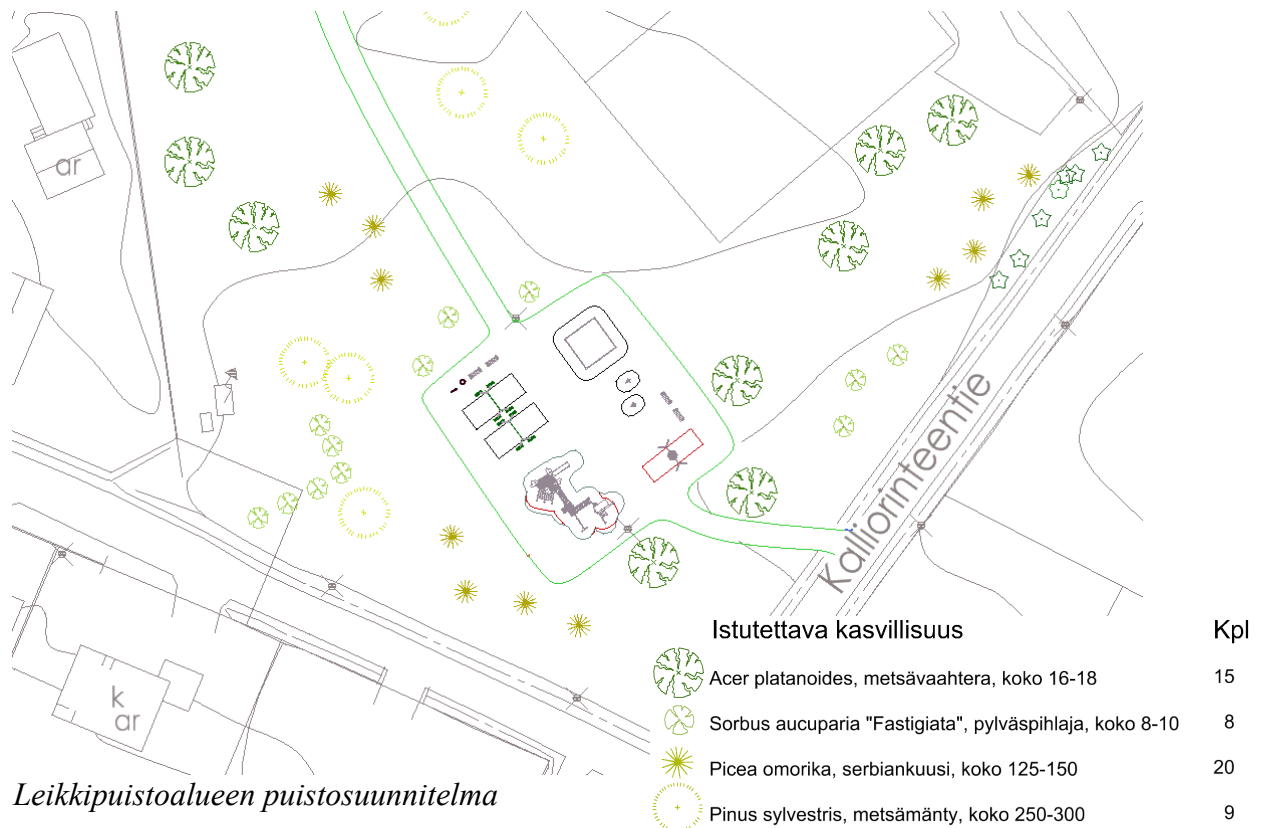 ar
Kalliorinteentie
k
ar
Istutettava kasvillisuus Kpl
Acer platanoides, metsävaahtera, koko 16-18 15
Sorbus aucuparia "Fastigiata", pylväspihlaja, koko 8-10 8
Picea omorika, serbiankuusi, koko 125-150 20
Pinus sylvestris, metsämänty, koko 250-300 9
Leikkipuistoalueen puistosuunnitelma